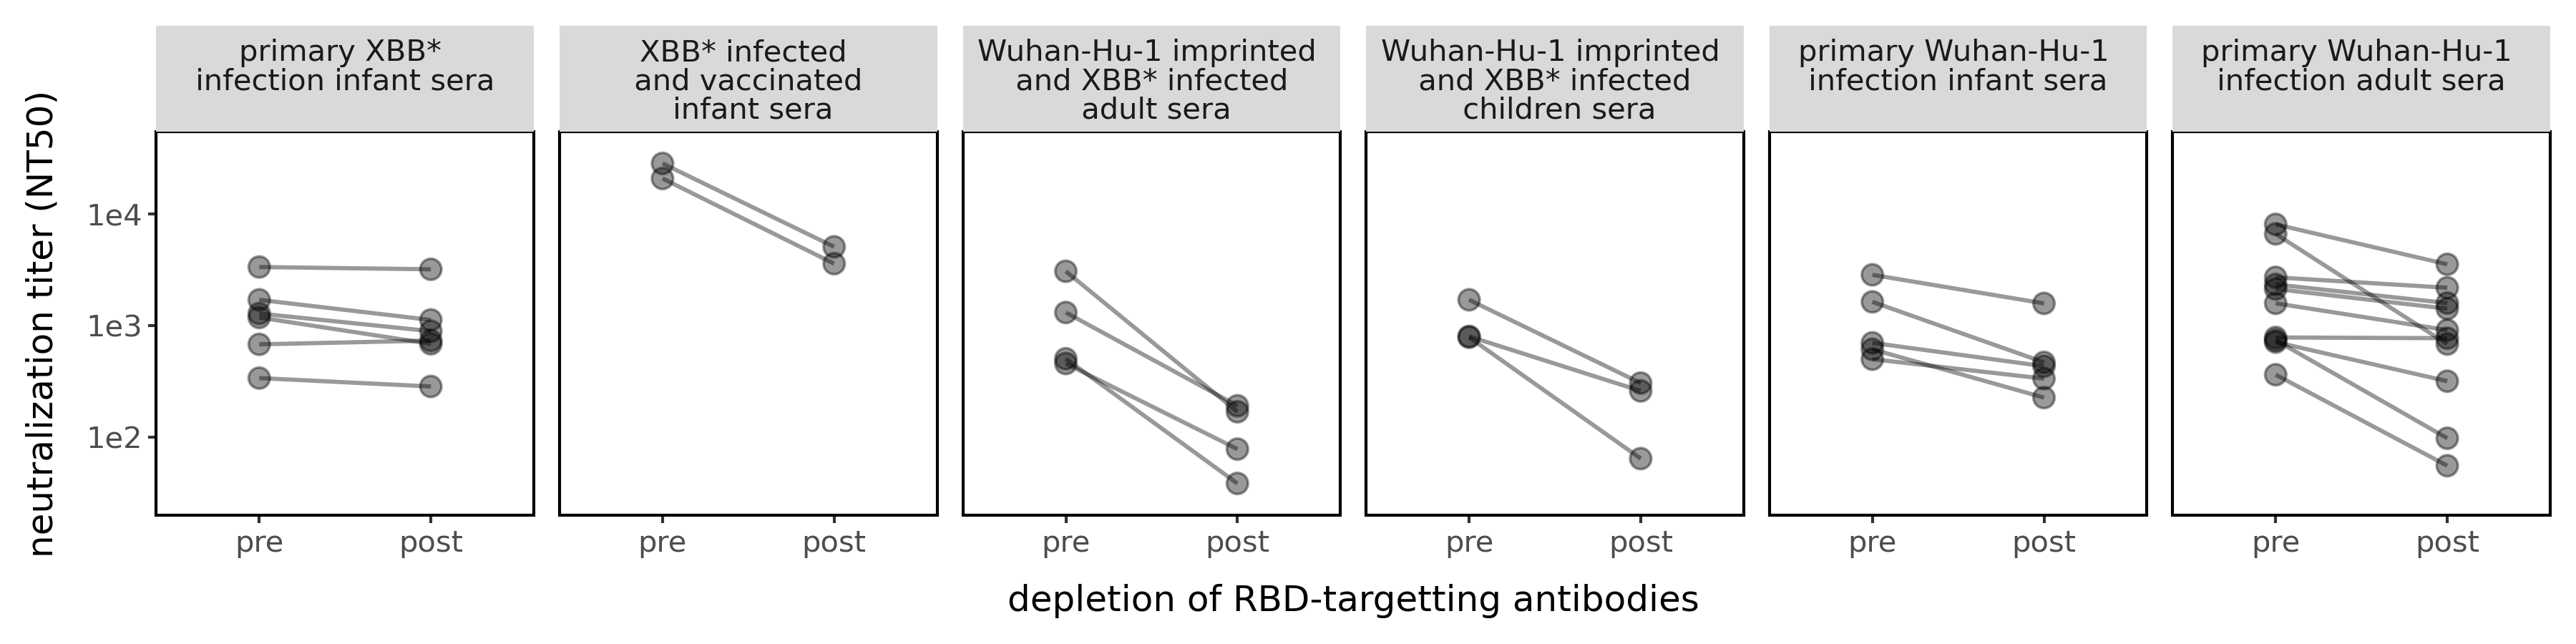 primary XBB*
infection infant sera
XBB* infected
and vaccinated
infant sera
Wuhan-Hu-1 imprinted
and XBB* infected
adult sera
Wuhan-Hu-1 imprinted
and XBB* infected
children sera
primary Wuhan-Hu-1
infection infant sera
primary Wuhan-Hu-1
infection adult sera
neutralization titer (NT50)
1e4
1e3
1e2
pre post
pre post
pre post
pre post
pre post
pre post
depletion of RBD-targetting antibodies